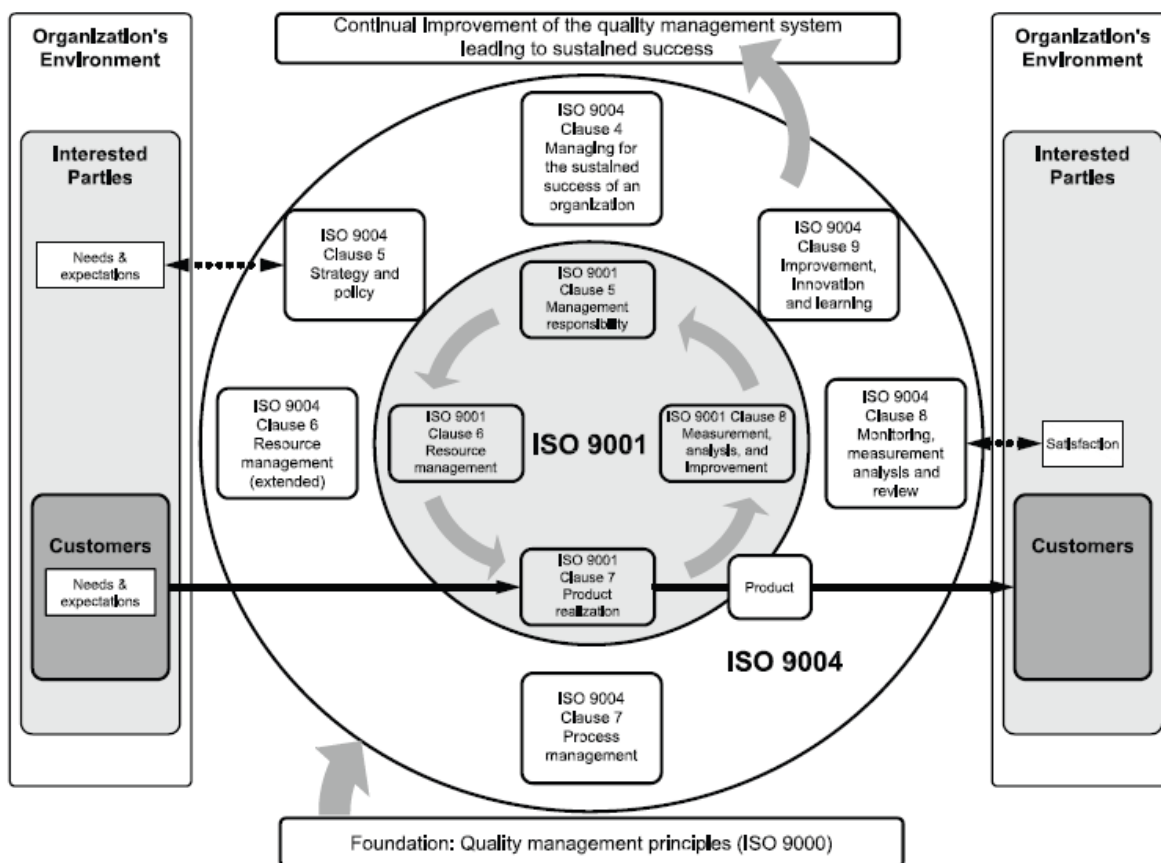 Continual Improvement of the quality management system
leading to sustained success
Organization's
Environment
Interested
Parties
Needs &
expectations
Customers
Needs &
expectations
ISO 9004
Clause 4
Managing for
the sustained
success of an
organization
ISO 9004
Clause 5
Strategy and
policy
ISO 9004
Clause 9
Improvement,
Innovation
and learning
ISO 9001
Clause 5
Management
responsibility
ISO 9004
Clause 6
Resource
management
(extended)
ISO 9001
Clause 6
Resource
management
ISO 9001
ISO 9001 Clause 8
Measurement,
analysis, and
Improvement
ISO 9004
Clause 8
Monitoring,
measurement
analysis and
review
ISO 9001
Clause 7
Product
realization
Product
ISO 9004
ISO 9004
Clause 7
Process
management
Organization's
Environment
Interested
Parties
Satisfaction
Customers
Foundation: Quality management principles (ISO 9000)